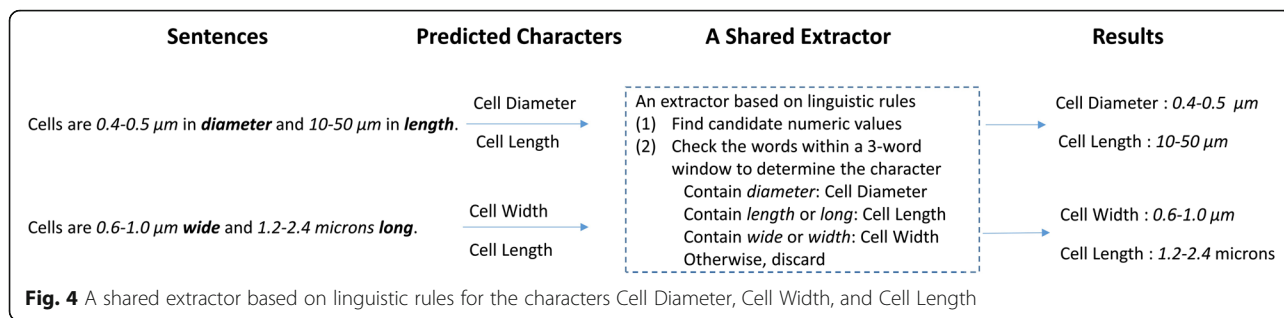 Sentences
Predicted Characters
A Shared Extractor
Results
Cells are 0.4-0.5 μm in diameter and 10-50 μm in length.
Cell Diameter
Cell Length
Cells are 0.6-1.0 μm wide and 1.2-2.4 microns long.
Cell Width
Cell Length
An extractor based on linguistic rules
(1) Find candidate numeric values
(2) Check the words within a 3-word
window to determine the character
Contain diameter: Cell Diameter
Contain length or long: Cell Length
Contain wide or width: Cell Width
Otherwise, discard
Cell Diameter : 0.4-0.5 μm
Cell Length : 10-50 μm
Cell Width : 0.6-1.0 μm
Cell Length : 1.2-2.4 microns
Fig. 4 A shared extractor based on linguistic rules for the characters Cell Diameter, Cell Width, and Cell Length